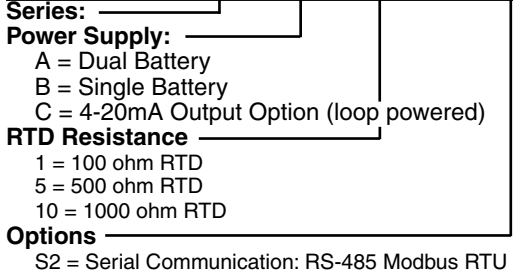 Series:
Power Supply:
A = Dual Battery
B = Single Battery
C = 4-20mA Output Option (loop powered)
RTD Resistance
1 = 100 ohm RTD
5 = 500 ohm RTD
10 = 1000 ohm RTD
Options
S2 = Serial Communication: RS-485 Modbus RTU